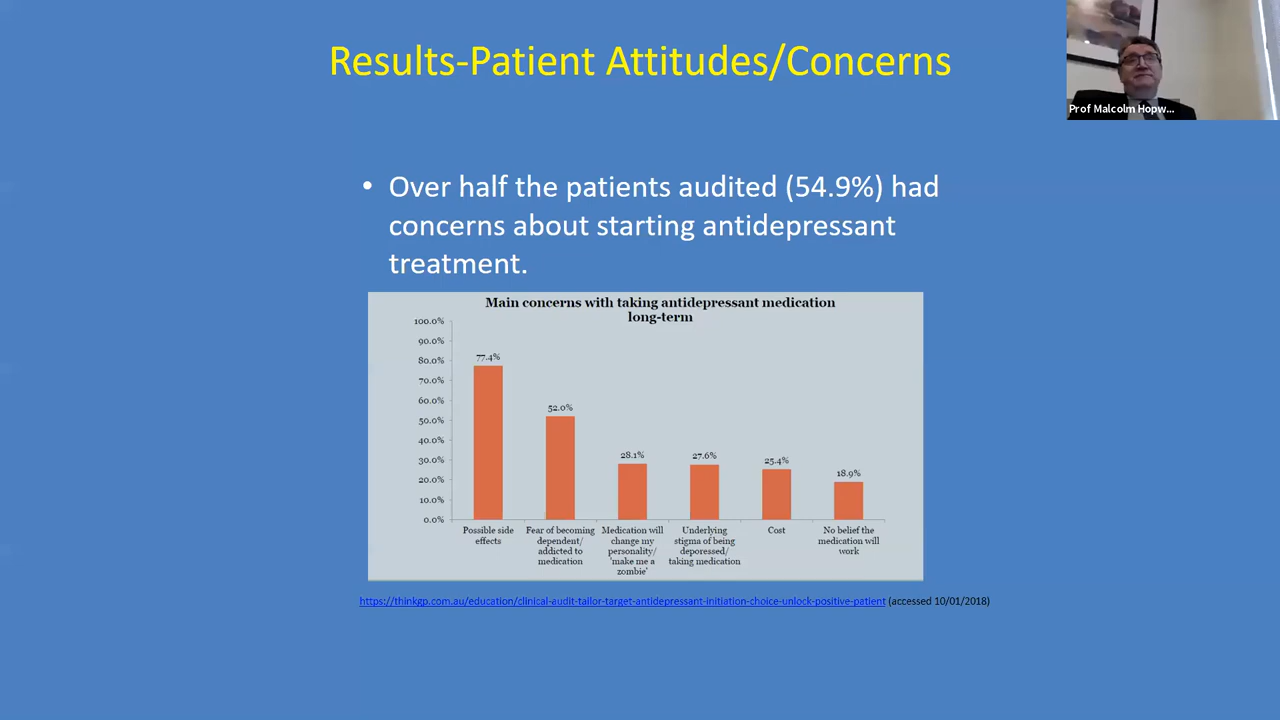 Results-Patient Attitudes/Concerns
Prof Malcolm Hopw...
• Over half the patients audited (54.9%) had
concerns about starting antidepressant
treatment.
Main concerns with taking antidepressant medication
long-term
100.0%
90.0%
80.0%
70.0%
60.0%
50.0%
40.0%
30.0%
20.0%
10.0%
0.0%
77.4%
52.0%
28.1%
27.6%
25.4%
18.9%
Possible side
effects
Fear of becoming
dependent/
addicted to
medication
Medication will
change my
personality/
'make me a
zombie'
Underlying
stigma of being
deporessed/
taking medication
Cost
No belief the
medication will
work
https://thinkgp.com.au/education/clinical-audit-tailor-target-antidepressant-initiation-choice-unlock-positive-patient (accessed 10/01/2018)